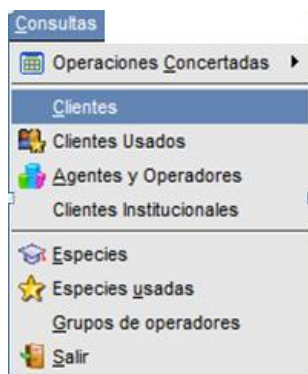 Consultas
Operaciones Concertadas
Clientes
Clientes Usados
Agentes y Operadores
Clientes Institucionales
Especies
Especies usadas
Grupos de operadores
Salir